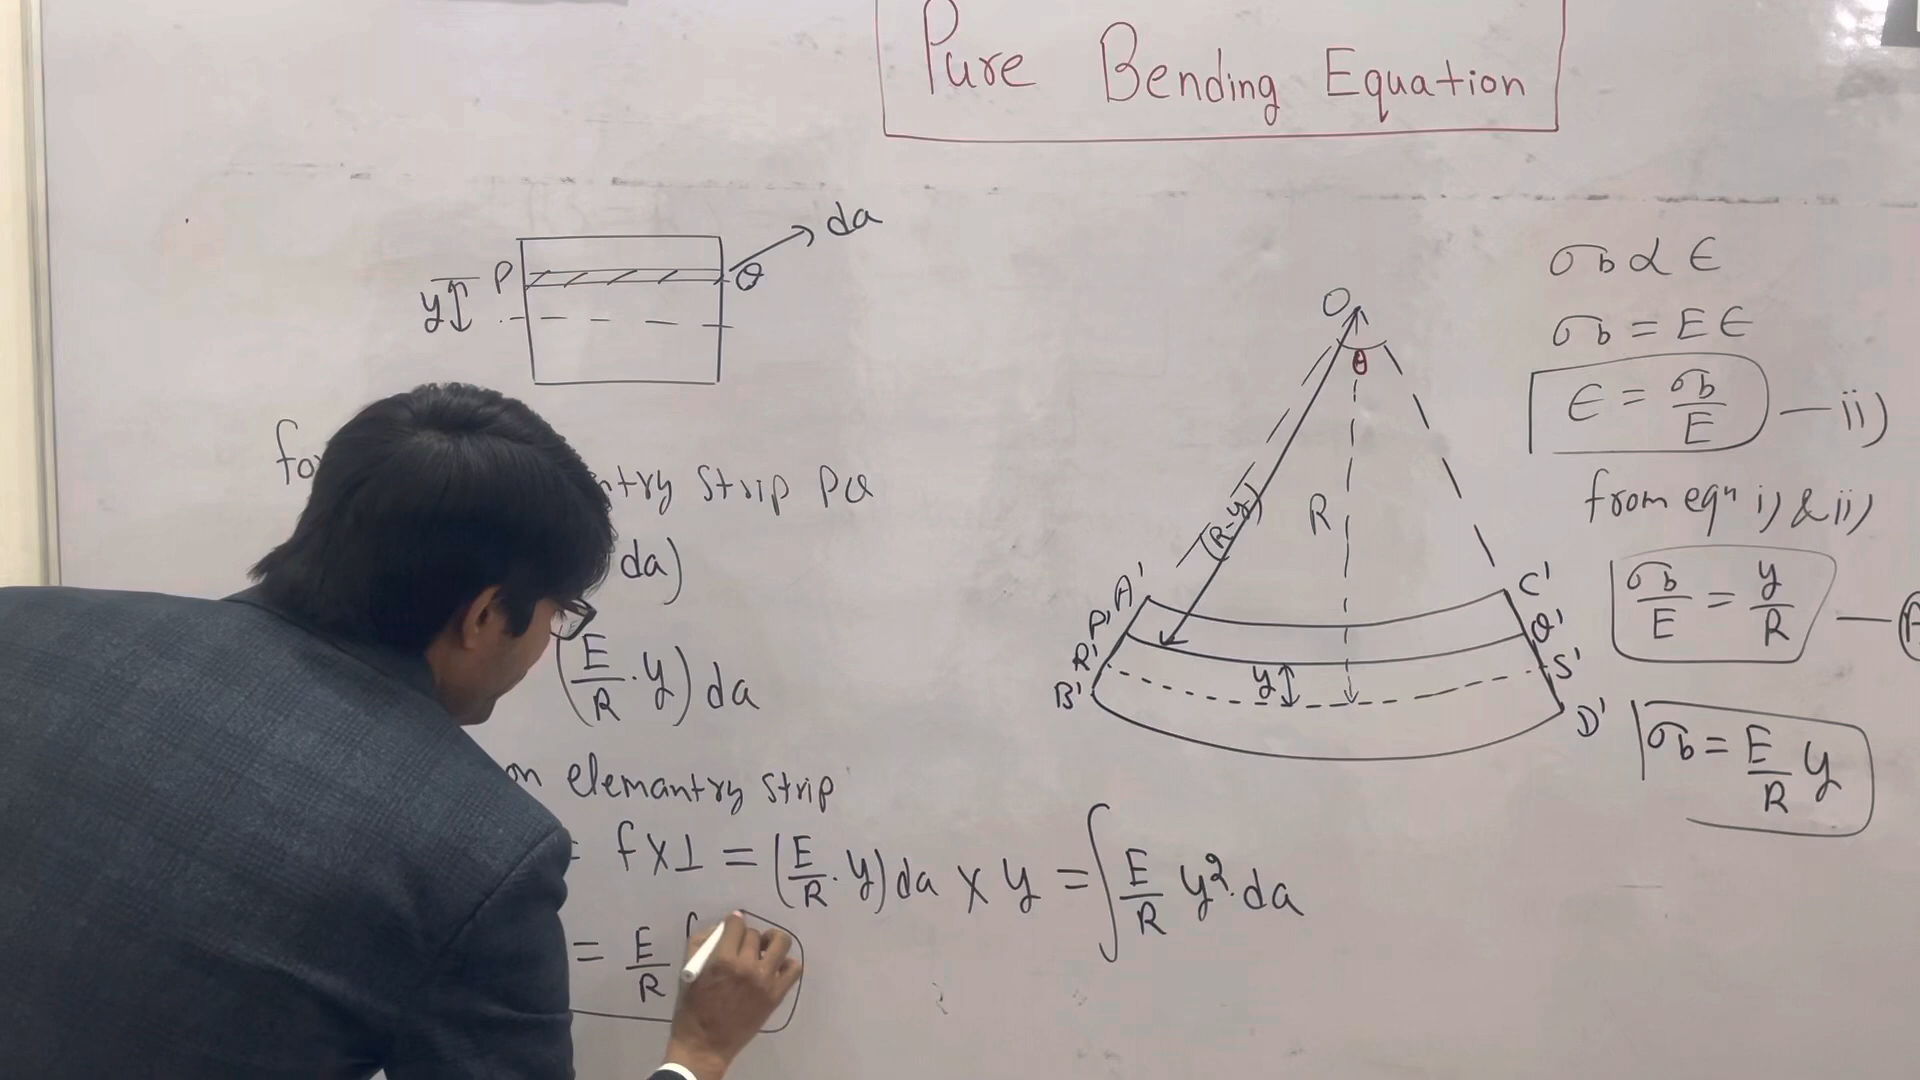 Pure Bending Equation
da
P
Q
y
ntry Strip PQ
da)
(E/R . y) da
on elemantry strip
= f X ⊥ = (E/R . y) da X y = ∫ E/R y². da
= E/R
O
θ
(R-y)
R
A'
P'
R'
B'
y
C'
Q'
S'
D'
σb α ϵ
σb = E ϵ
ϵ = σb/E — ii)
from eqn i) & ii)
σb/E = y/R — A
σb = E/R y